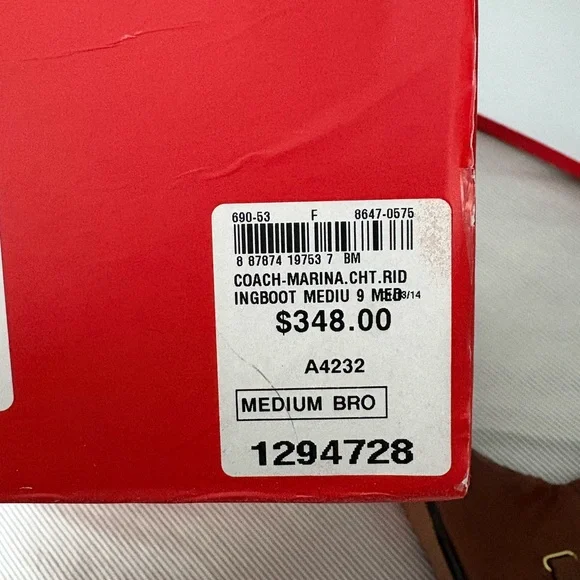 690-53 F 8647-0575
8 87874 19753 7 BM
COACH-MARINA.CHT.RID
INGBOOT MEDIU 9 MED
$348.00
A4232
MEDIUM BRO
1294728